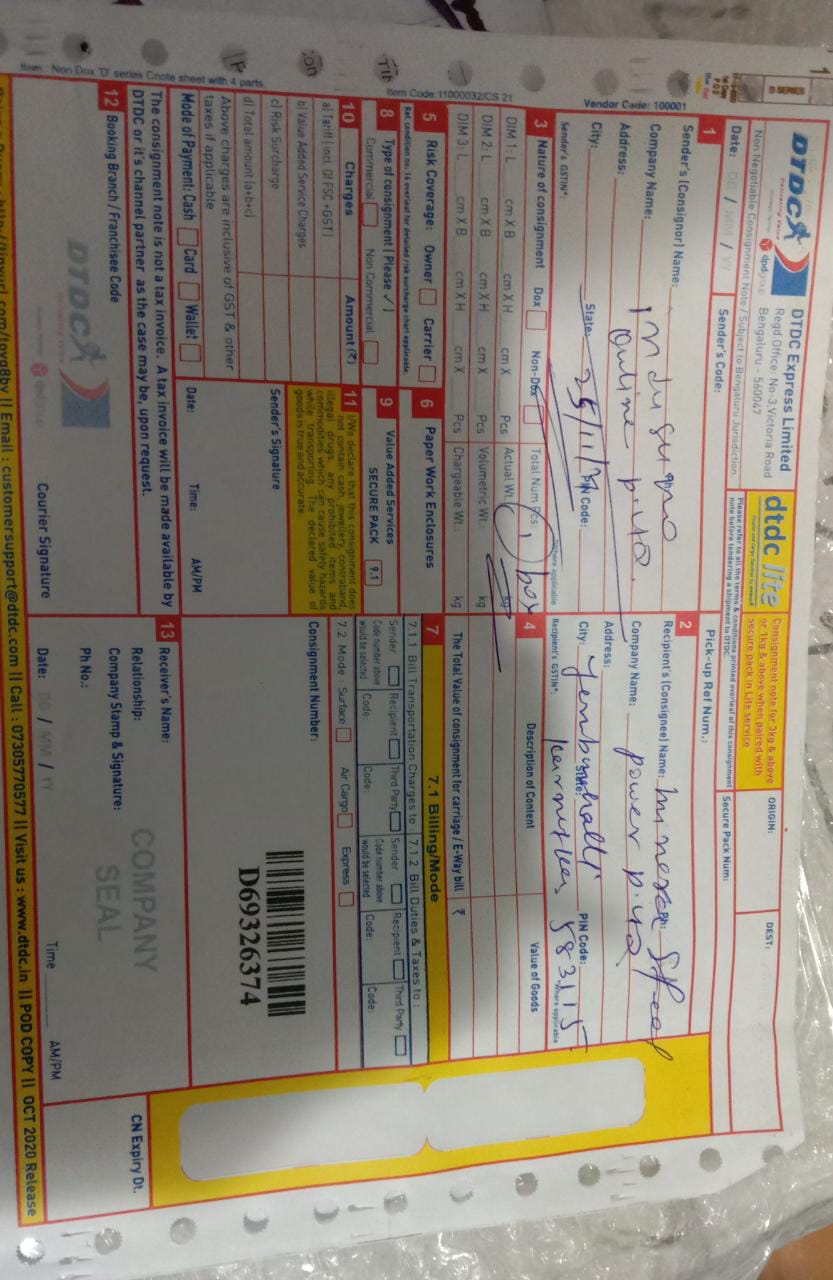 D SERIES
DTDC
Delivering Value
dpdgroup
DTDC Express Limited
Regd.Office: No-3,Victoria Road
Bengaluru - 560047
Non Negotiable Consignment Note / Subject to Bengaluru Jurisdiction.
Date: DD / MM / YY
Sender's Code:
dtdc lite
Please refer to all the terms & conditions printed overleaf of this consignment
note before tendering a shipment to DTDC.
Consignment note for 3kg & above
or 1kg & above when paired with
secure pack in Lite service
ORIGIN:
DEST:
Pick-up Ref Num.:
Secure Pack Num:
Vendor Code: 100001
1
Sender's (Consignor) Name:
Company Name:
Address:
City:
State:
PIN Code:
Sender's GSTIN*:
*Where applicable
Online
25/11/
2
Recipient's (Consignee) Name:
Ph:
Company Name:
Address:
City:
State:
PIN Code:
Recipient's GSTIN*:
*Where applicable
Minera Steel
power
583115
3 Nature of consignment Dox Non-Dox Total Num Pcs:
1 box
DIM 1: L cm X B cm X H cm X Pcs Actual Wt.: kg
DIM 2: L cm X B cm X H cm X Pcs Volumetric Wt.: kg
DIM 3: L cm X B cm X H cm X Pcs Chargeable Wt.: kg
4 Description of Content Value of Goods
The Total Value of consignment for carriage / E-Way bill ₹
5 Risk Coverage: Owner Carrier
Ref. condition no. 14 overleaf for detailed risk surcharge chart applicable.
6 Paper Work Enclosures
7 7.1 Billing/Mode
7.1.1 Bill Transportation Charges to :
7.1.2 Bill Duties & Taxes to :
Sender Recipient Third Party Sender Recipient Third Party
Code number above
would be selected
Code: Code:
Code number above
would be selected
Code: Code:
7.2 Mode : Surface Air Cargo Express
8 Type of consignment ( Please ✓ )
Commercial Non Commercial
9 Value Added Services
SECURE PACK 9.1
Consignment Number:
D69326374
10 Charges Amount (₹)
a) Tariff ( Incl. Of FSC +GST)
b) Value Added Service Charges
c) Risk Surcharge
d) Total amount (a+b+c)
Above charges are inclusive of GST & other
taxes if applicable
Mode of Payment: Cash Card Wallet
11 I/We declare that this consignment does
not contain cash, jewellery, contraband,
illegal drugs, any prohibited items and
commodities which can cause safety hazards
while transporting. The declared value of
goods is true and accurate
Sender's Signature
Date: Time: AM/PM
The consignment note is not a tax invoice. A tax invoice will be made available by
DTDC or it's channel partner as the case may be, upon request.
12 Booking Branch / Franchisee Code
DTDC
Courier Signature
13 Receiver's Name:
Relationship:
Company Stamp & Signature:
COMPANY
SEAL
Ph No.:
Date: DD / MM / YY Time AM/PM
CN Expiry Dt.
Item : Non Dox 'D' series Cnote sheet with 4 parts
Item Code:11000032/CS 21
|| Email : customersupport@dtdc.com || Call : 07305770577 || Visit us : www.dtdc.in || POD COPY || OCT 2020 Release